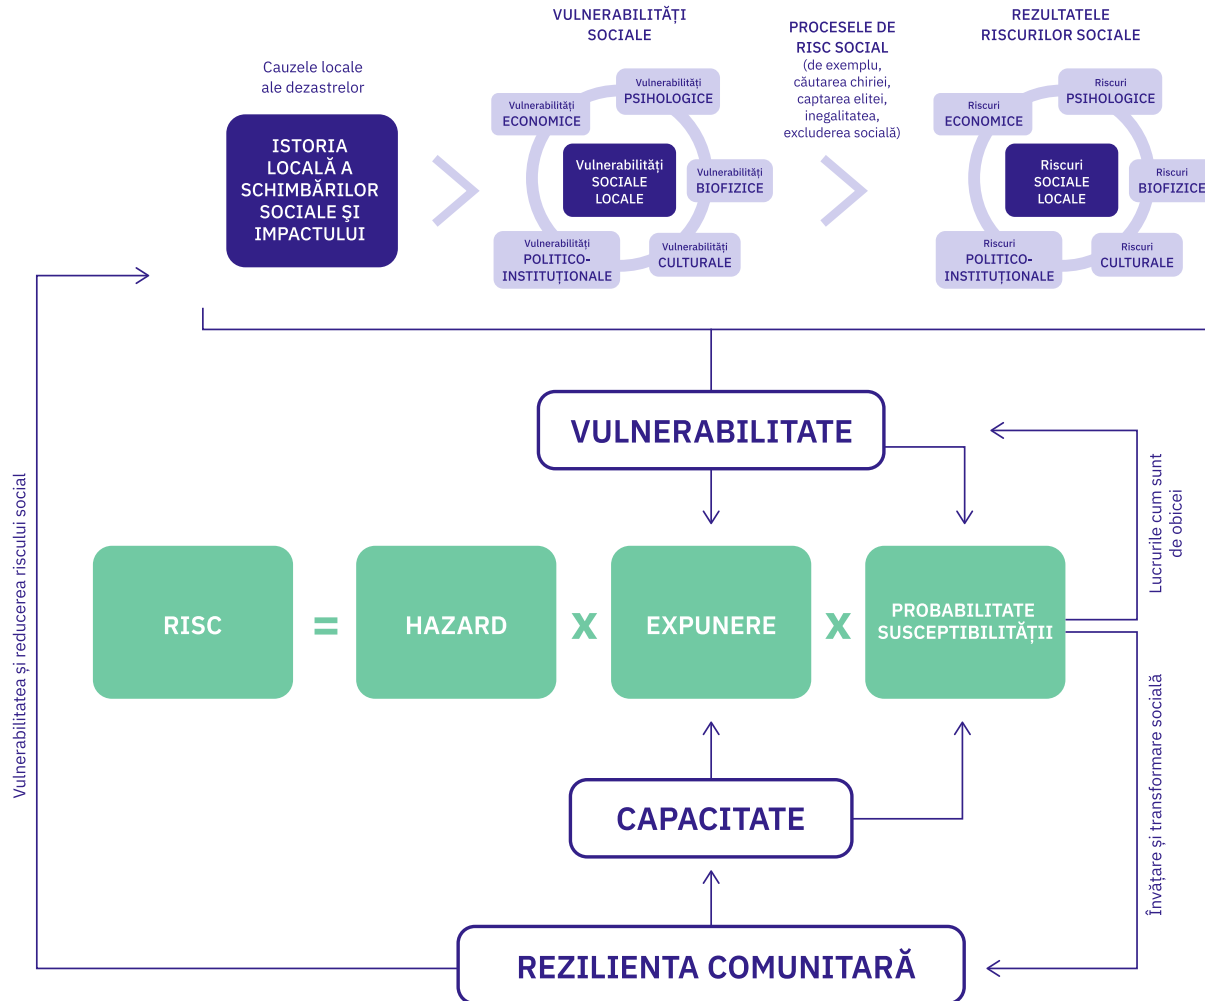 Cauzele locale
ale dezastrelor
ISTORIA
LOCALĂ A
SCHIMBĂRILOR
SOCIALE ŞI
IMPACTULUI
VULNERABILITĂȚI
SOCIALE
Vulnerabilități
PSIHOLOGICE
Vulnerabilități
ECONOMICE
Vulnerabilități
SOCIALE
LOCALE
Vulnerabilități
BIOFIZICE
Vulnerabilități
POLITICO-
INSTITUȚIONALE
Vulnerabilități
CULTURALE
PROCESELE DE
RISC SOCIAL
(de exemplu,
căutarea chiriei,
captarea elitei,
inegalitatea,
excluderea socială)
REZULTATELE
RISCURILOR SOCIALE
Riscuri
PSIHOLOGICE
Riscuri
ECONOMICE
Riscuri
SOCIALE
LOCALE
Riscuri
BIOFIZICE
Riscuri
POLITICO-
INSTITUȚIONALE
Riscuri
CULTURALE
VULNERABILITATE
Lucrurile cum sunt
de obicei
Vulnerabilitatea și reducerea riscului social
RISC
=
HAZARD
X
EXPUNERE
X
PROBABILITATE
SUSCEPTIBILITĂȚII
Învățare și transformare socială
CAPACITATE
REZILIENTA COMUNITARĂ